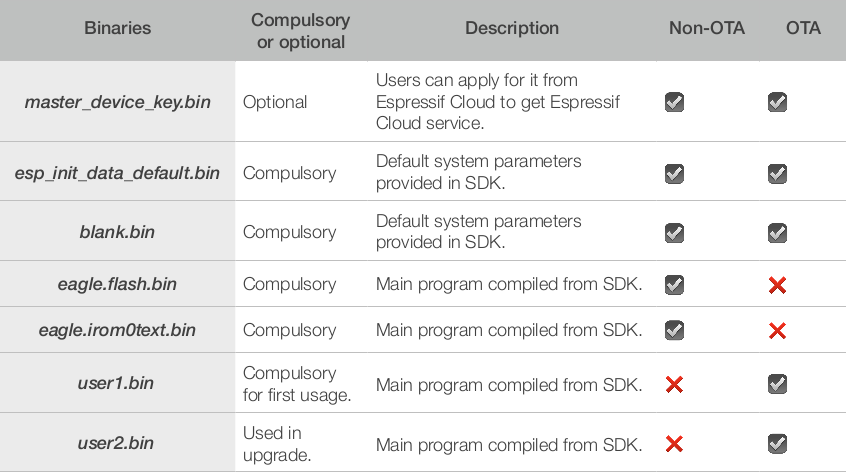 Binaries
Compulsory
or optional
Description
Non-OTA
OTA
master_device_key.bin
Optional
Users can apply for it from
Espressif Cloud to get Espressif
Cloud service.
esp_init_data_default.bin
Compulsory
Default system parameters
provided in SDK.
blank.bin
Compulsory
Default system parameters
provided in SDK.
eagle.flash.bin
Compulsory
Main program compiled from SDK.
eagle.irom0text.bin
Compulsory
Main program compiled from SDK.
user1.bin
Compulsory
for first usage.
Main program compiled from SDK.
user2.bin
Used in
upgrade.
Main program compiled from SDK.